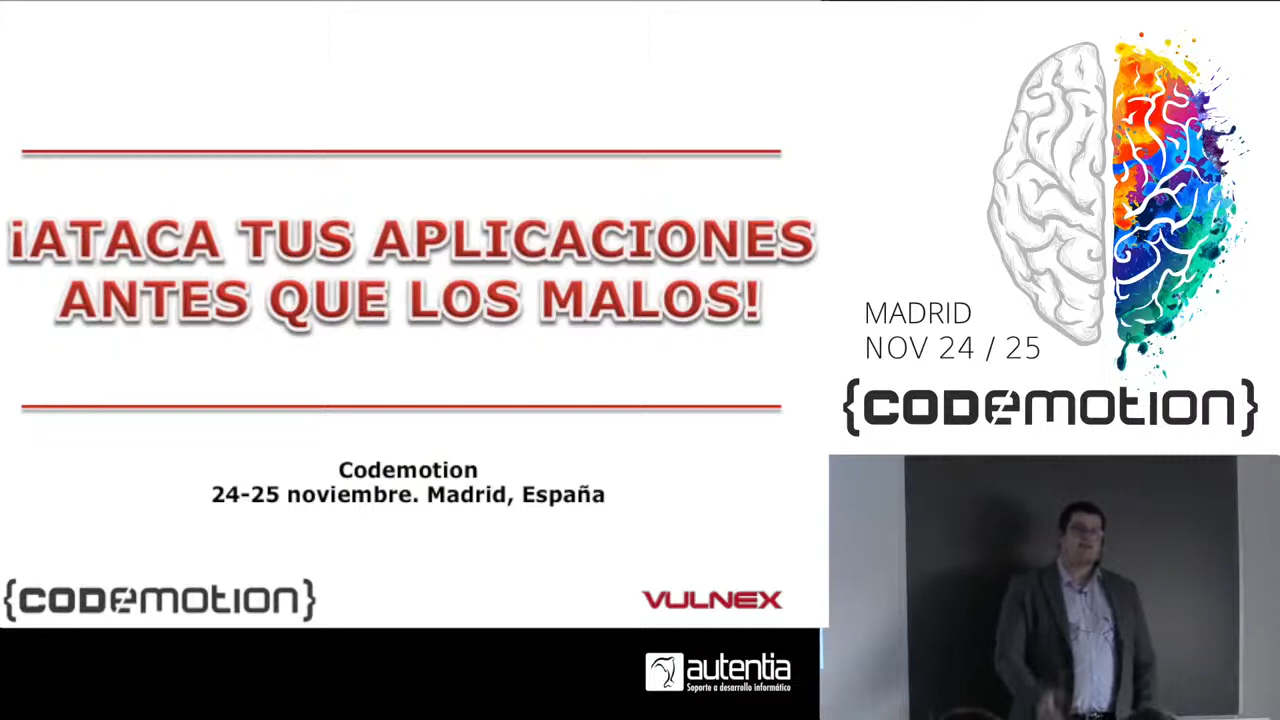 ¡ATACA TUS APLICACIONES
ANTES QUE LOS MALOS!
Codemotion
24-25 noviembre. Madrid, España
{CODEMOTION}
VULNEX
autentia
Soporte a desarrollo informático
MADRID
NOV 24 / 25
{CODEMOTION}